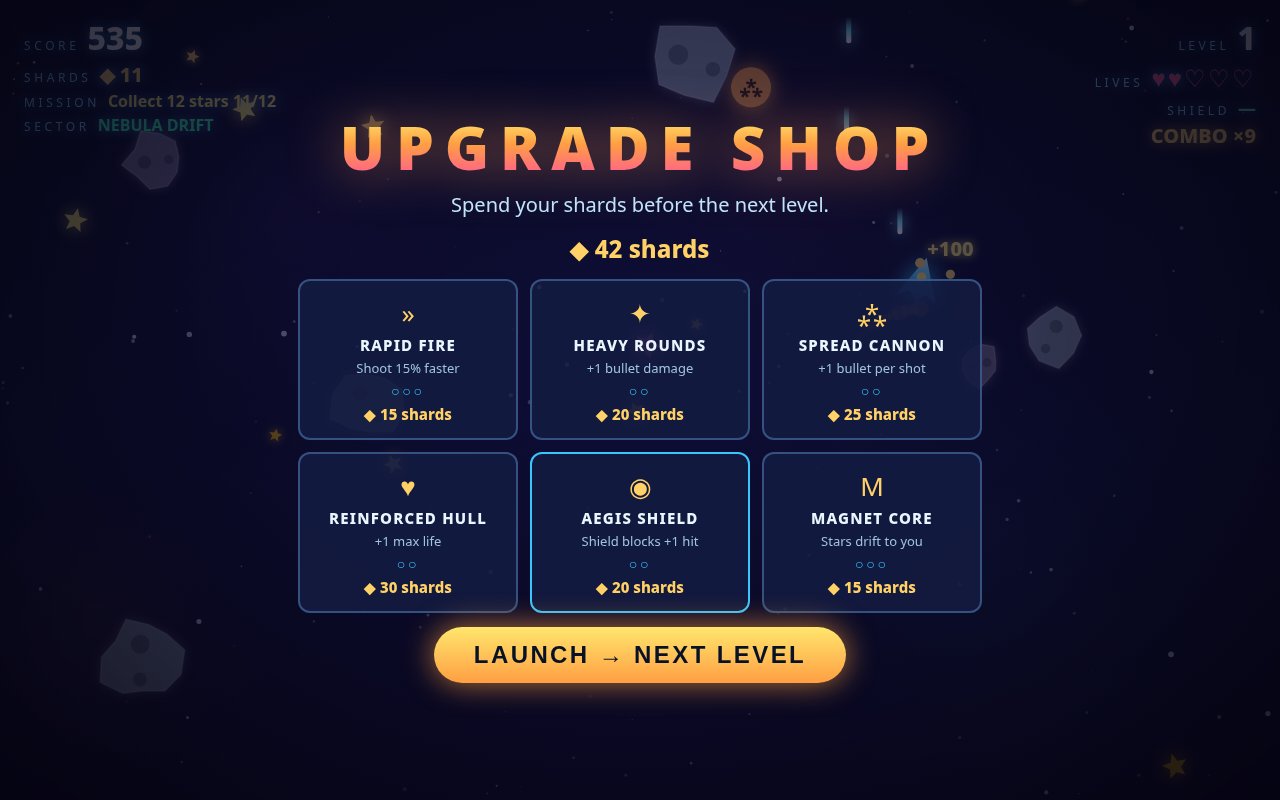 SCORE 535
SHARDS ◆ 11
MISSION Collect 12 stars 11/12
SECTOR NEBULA DRIFT
LEVEL 1
LIVES ♥♥♡♡♡
SHIELD —
COMBO ×9
UPGRADE SHOP
Spend your shards before the next level.
◆ 42 shards
+100
»
RAPID FIRE
Shoot 15% faster
○○○
◆ 15 shards
✦
HEAVY ROUNDS
+1 bullet damage
○○
◆ 20 shards
⁂
SPREAD CANNON
+1 bullet per shot
○○
◆ 25 shards
♥
REINFORCED HULL
+1 max life
○○
◆ 30 shards
◉
AEGIS SHIELD
Shield blocks +1 hit
○○
◆ 20 shards
M
MAGNET CORE
Stars drift to you
○○○
◆ 15 shards
LAUNCH → NEXT LEVEL